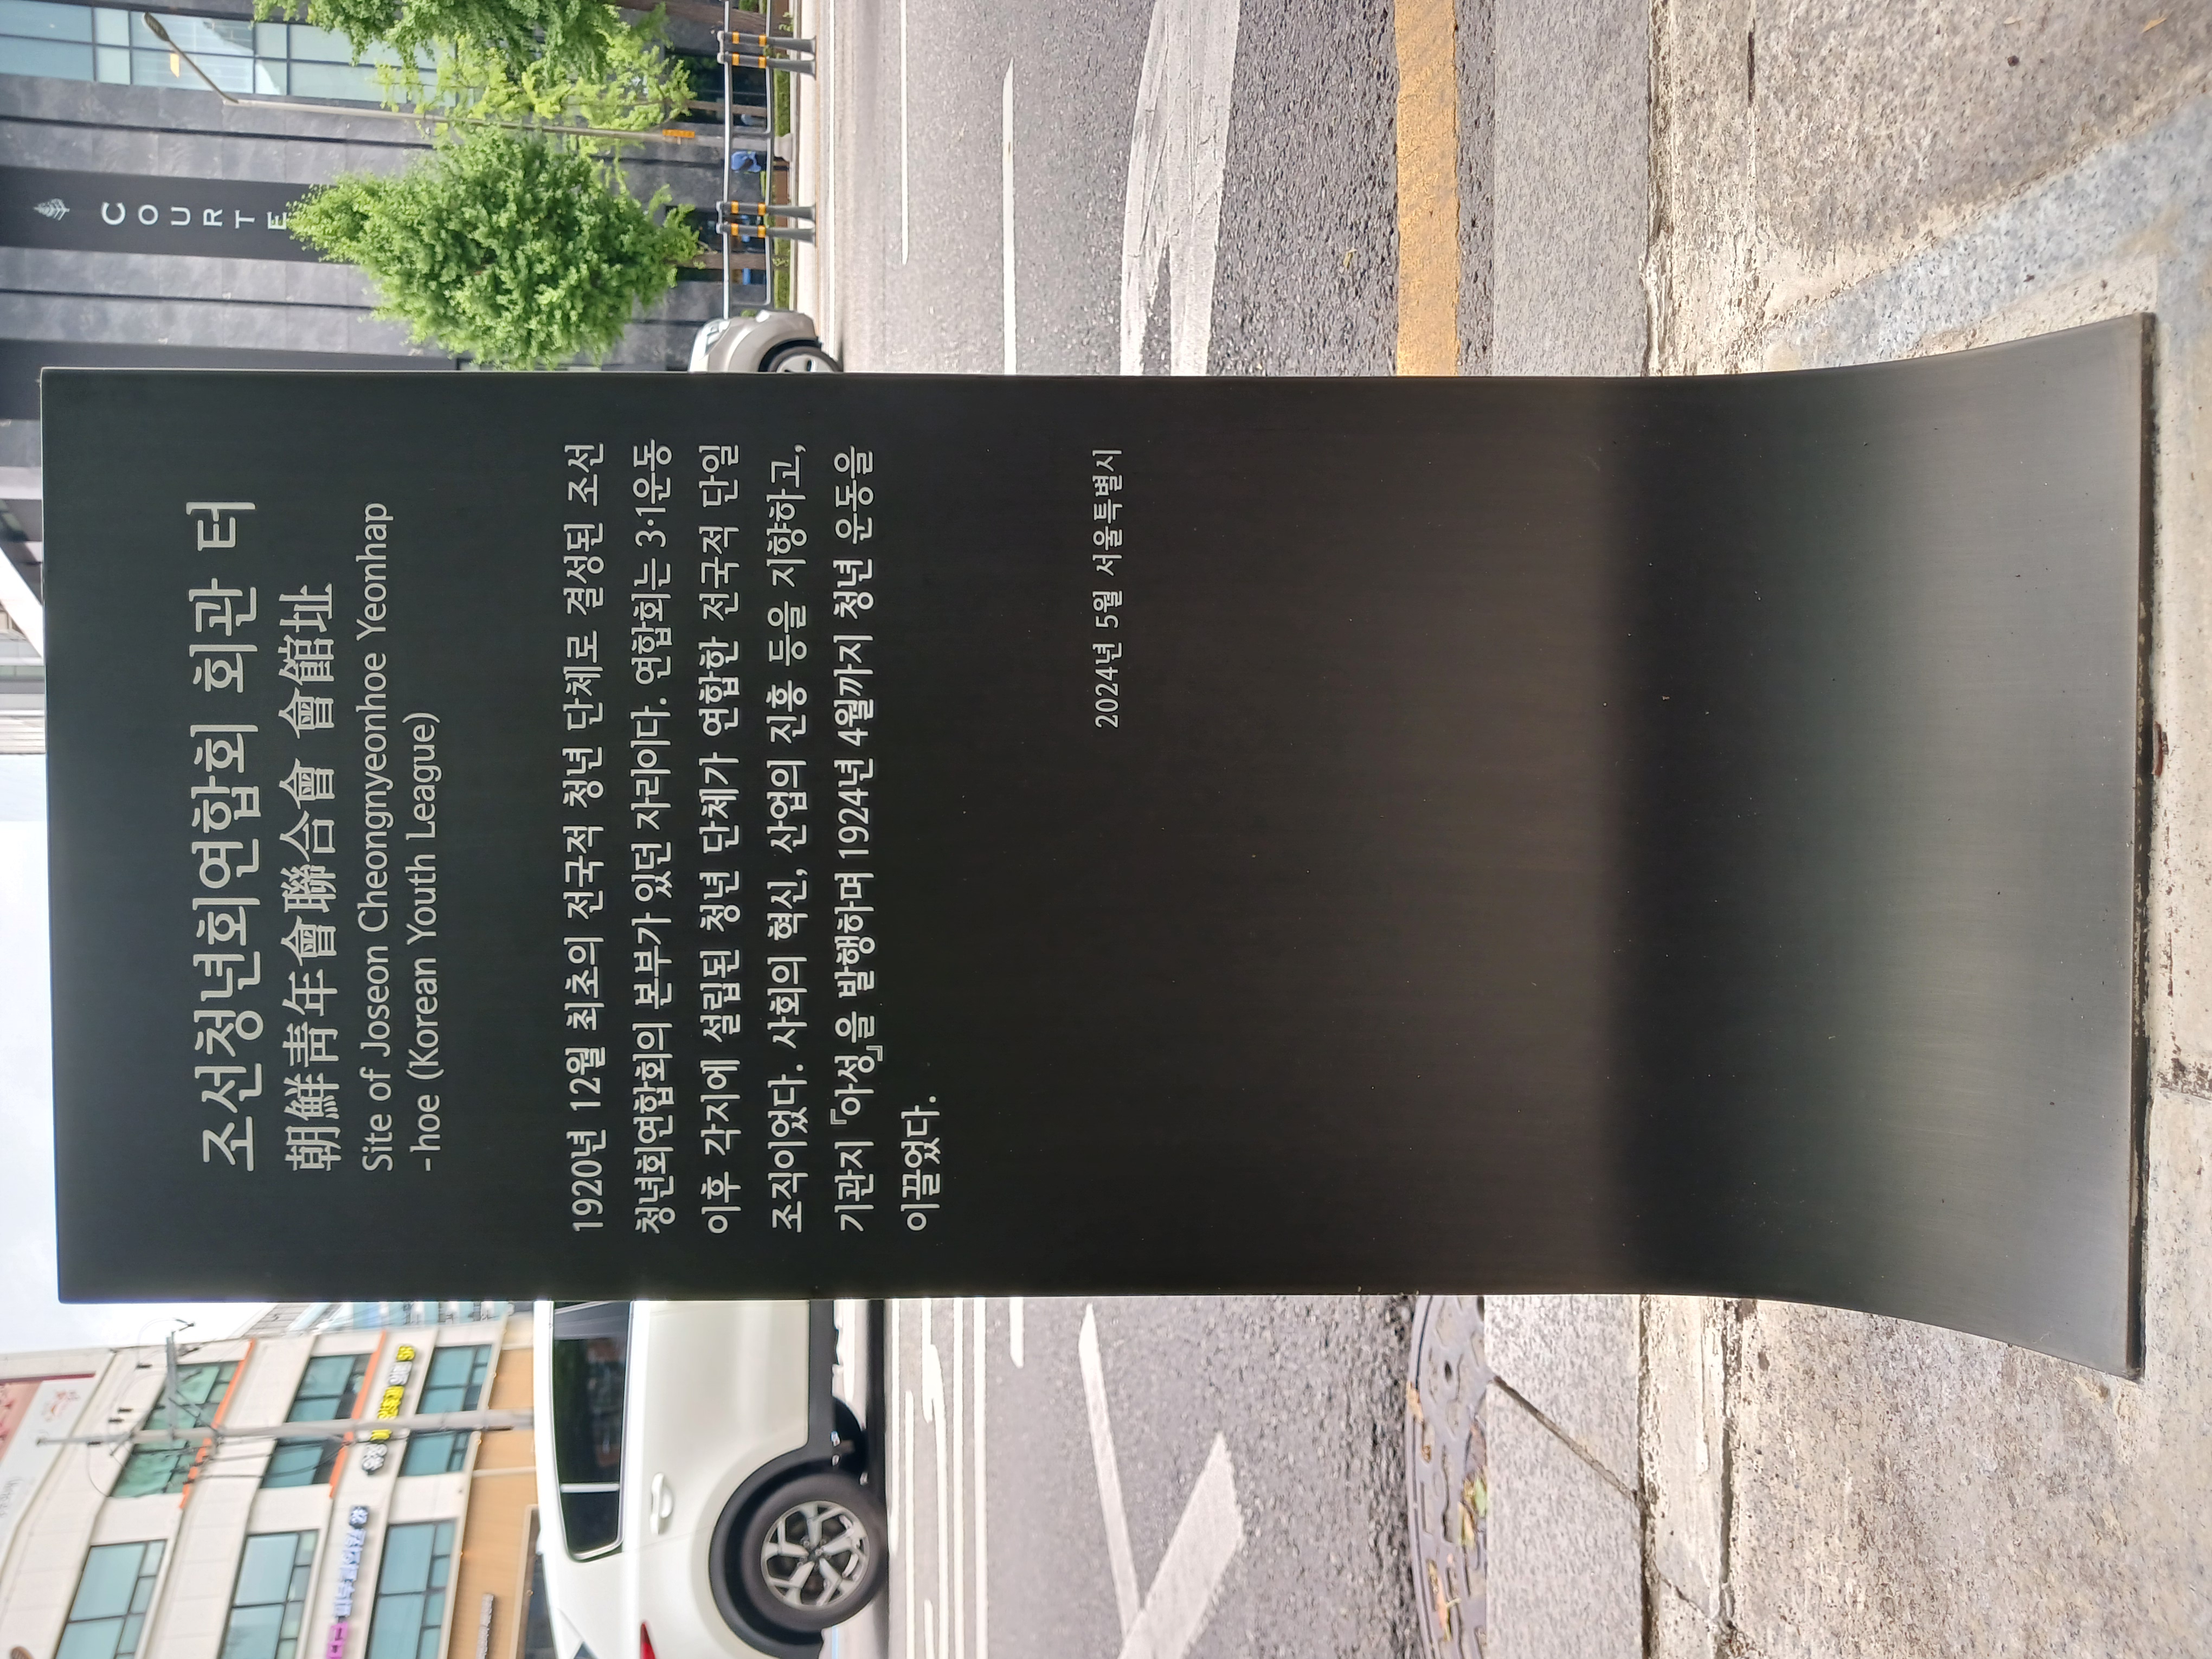 조선청년회연합회 회관 터
朝鮮靑年會聯合會 會館址
Site of Joseon Cheongnyeonhoe Yeonhap
-hoe (Korean Youth League)
1920년 12월 최초의 전국적 청년 단체로 결성된 조선
청년회연합회의 본부가 있던 자리이다. 연합회는 3·1운동
이후 각지에 설립된 청년 단체가 연합한 전국적 단일
조직이었다. 사회의 혁신, 산업의 진흥 등을 지향하고,
기관지 『아성』을 발행하며 1924년 4월까지 청년 운동을
이끌었다.
2024년 5월 서울특별시
COURTE